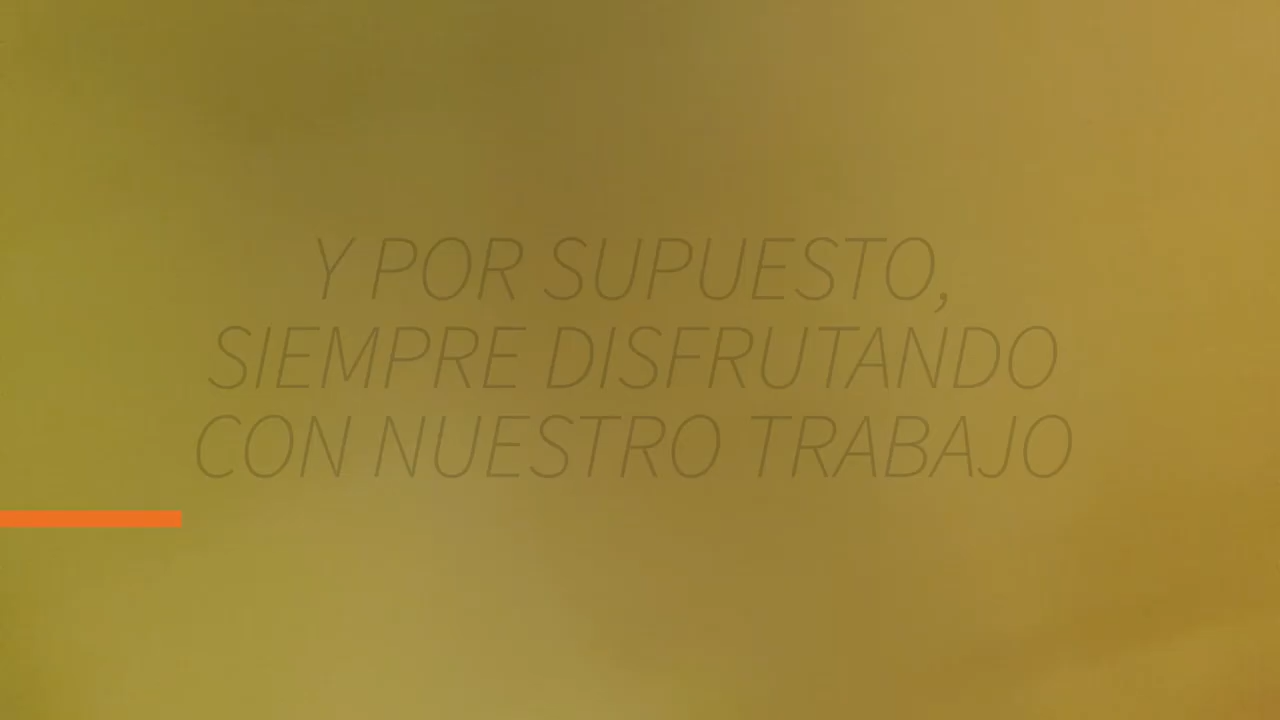 Y POR SUPUESTO,
SIEMPRE DISFRUTANDO
CON NUESTRO TRABAJO